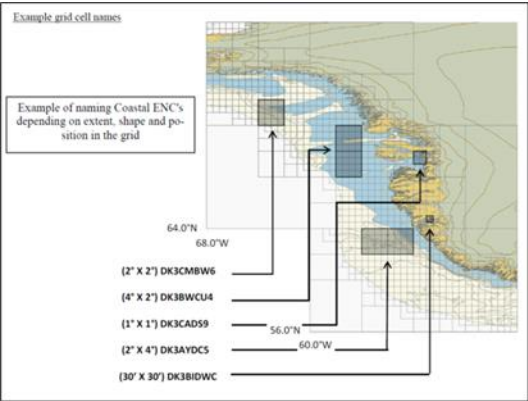 Example grid cell names
Example of naming Coastal ENC's
depending on extent, shape and po-
sition in the grid
64.0"N
68.0"W
(2° X 2°) DK3CMBW6
(4° X 2°) DK3BWCU4
(1° X 1°) DK3CADS9
56.0"N
(2° X 4°) DK3AYDC5
60.0"W
(30' X 30') DK3BIDWC